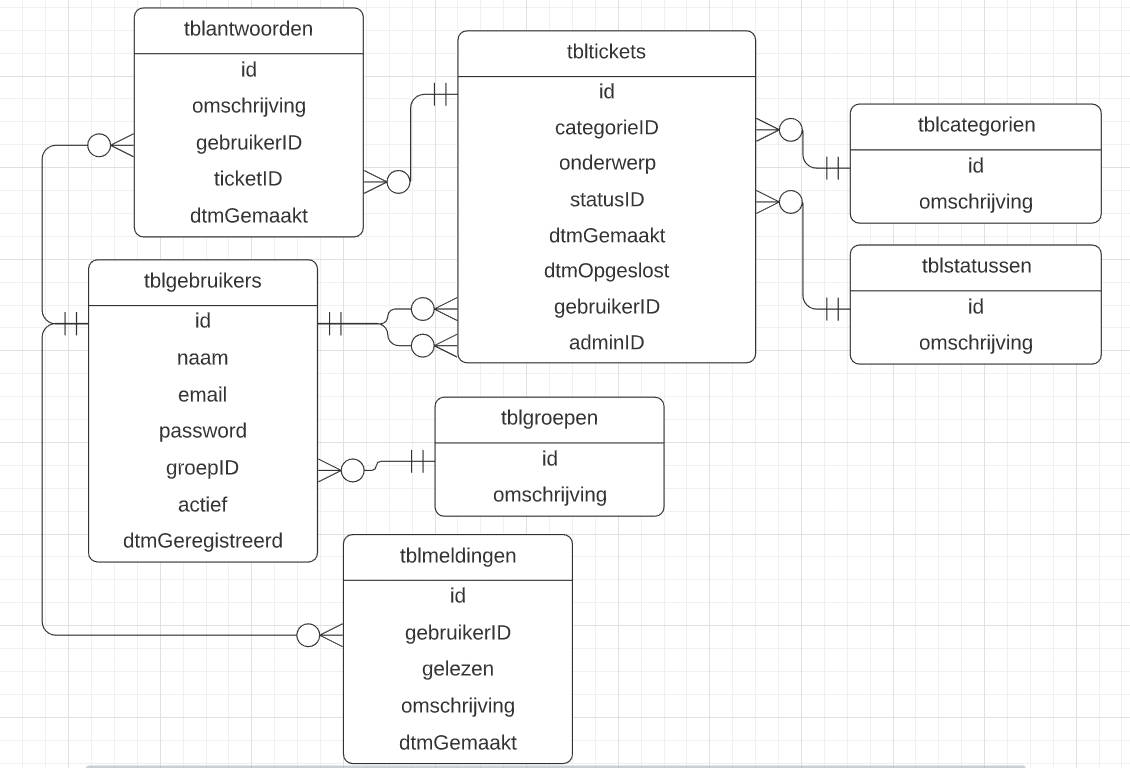 tblantwoorden
id
omschrijving
gebruikerID
ticketID
dtmGemaakt
tbltickets
id
categorieID
onderwerp
statusID
dtmGemaakt
dtmOpgeslost
gebruikerID
adminID
tblcategorien
id
omschrijving
tblstatussen
id
omschrijving
tblgebruikers
id
naam
email
password
groepID
actief
dtmGeregistreerd
tblgroepen
id
omschrijving
tblmeldingen
id
gebruikerID
gelezen
omschrijving
dtmGemaakt